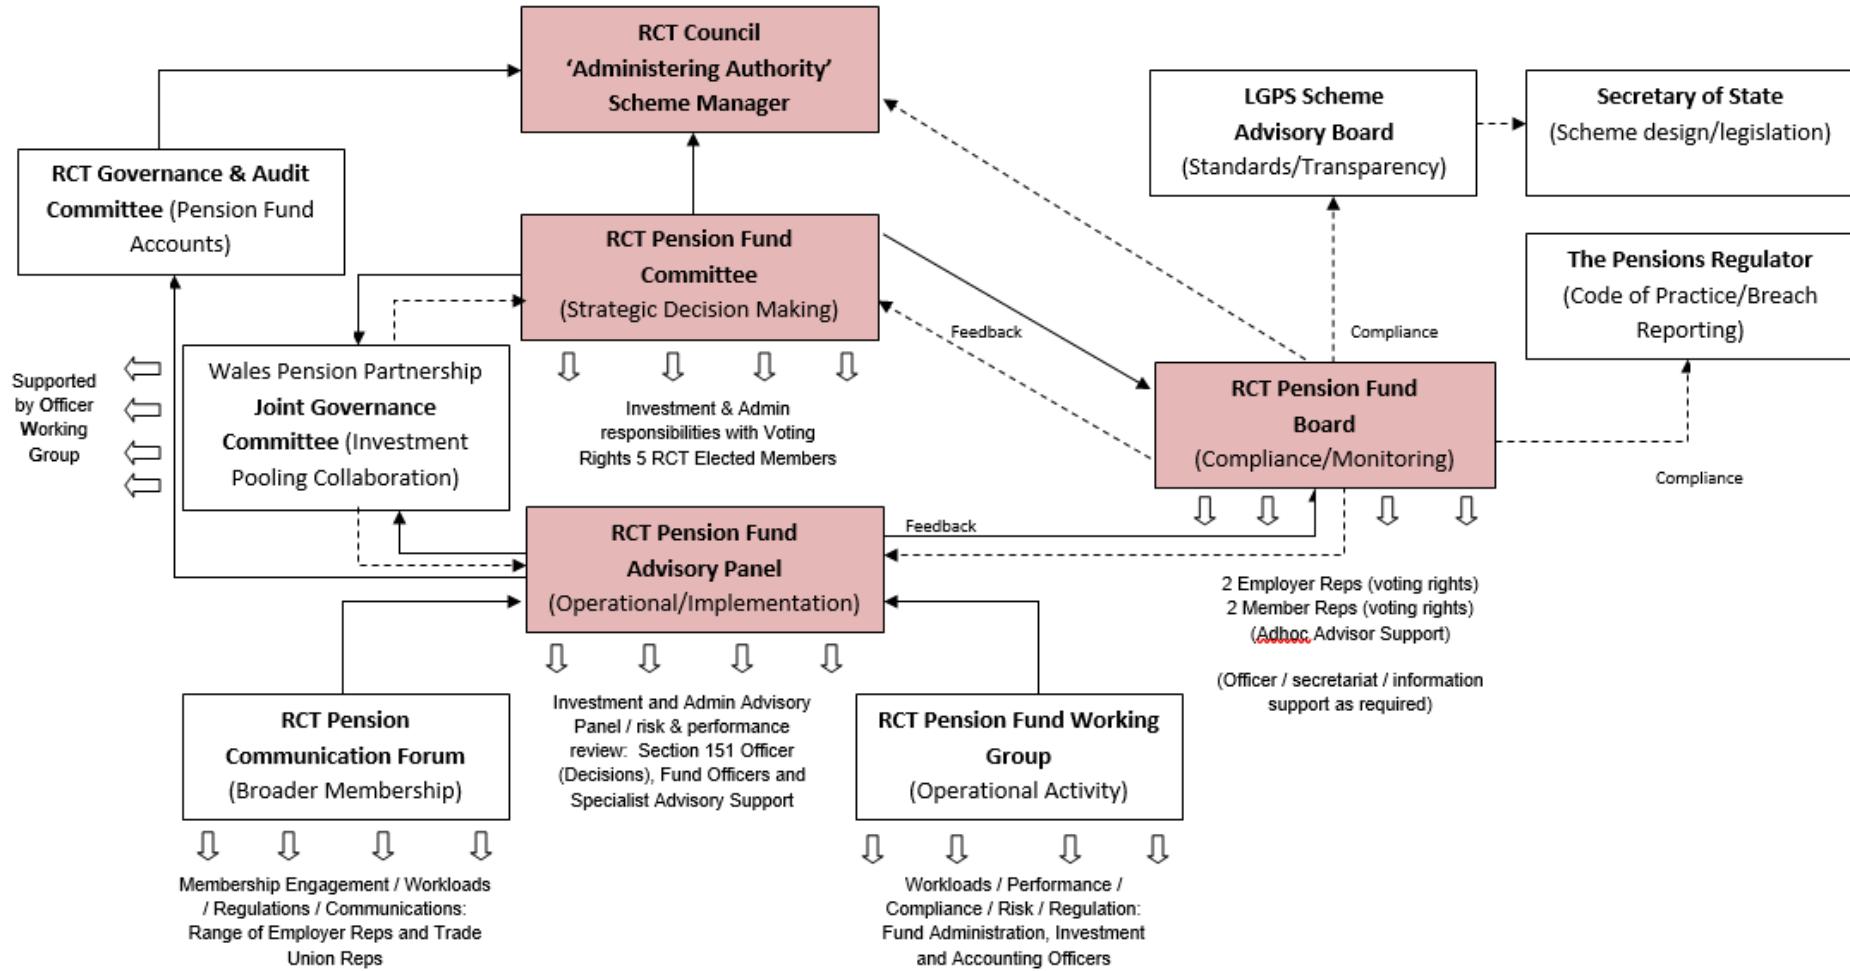 RCT Council
‘Administering Authority’
Scheme Manager
LGPS Scheme
Advisory Board
(Standards/Transparency)
Secretary of State
(Scheme design/legislation)
RCT Governance & Audit
Committee (Pension Fund
Accounts)
RCT Pension Fund
Committee
(Strategic Decision Making)
The Pensions Regulator
(Code of Practice/Breach
Reporting)
Feedback
Compliance
Supported
by Officer
Working
Group
Wales Pension Partnership
Joint Governance
Committee (Investment
Pooling Collaboration)
Investment & Admin
responsibilities with Voting
Rights 5 RCT Elected Members
RCT Pension Fund
Board
(Compliance/Monitoring)
Compliance
RCT Pension Fund
Advisory Panel
(Operational/Implementation)
Feedback
2 Employer Reps (voting rights)
2 Member Reps (voting rights)
(Adhoc Advisor Support)
(Officer / secretariat / information
support as required)
RCT Pension
Communication Forum
(Broader Membership)
Investment and Admin Advisory
Panel / risk & performance
review: Section 151 Officer
(Decisions), Fund Officers and
Specialist Advisory Support
RCT Pension Fund Working
Group
(Operational Activity)
Membership Engagement / Workloads
/ Regulations / Communications:
Range of Employer Reps and Trade
Union Reps
Workloads / Performance /
Compliance / Risk / Regulation:
Fund Administration, Investment
and Accounting Officers